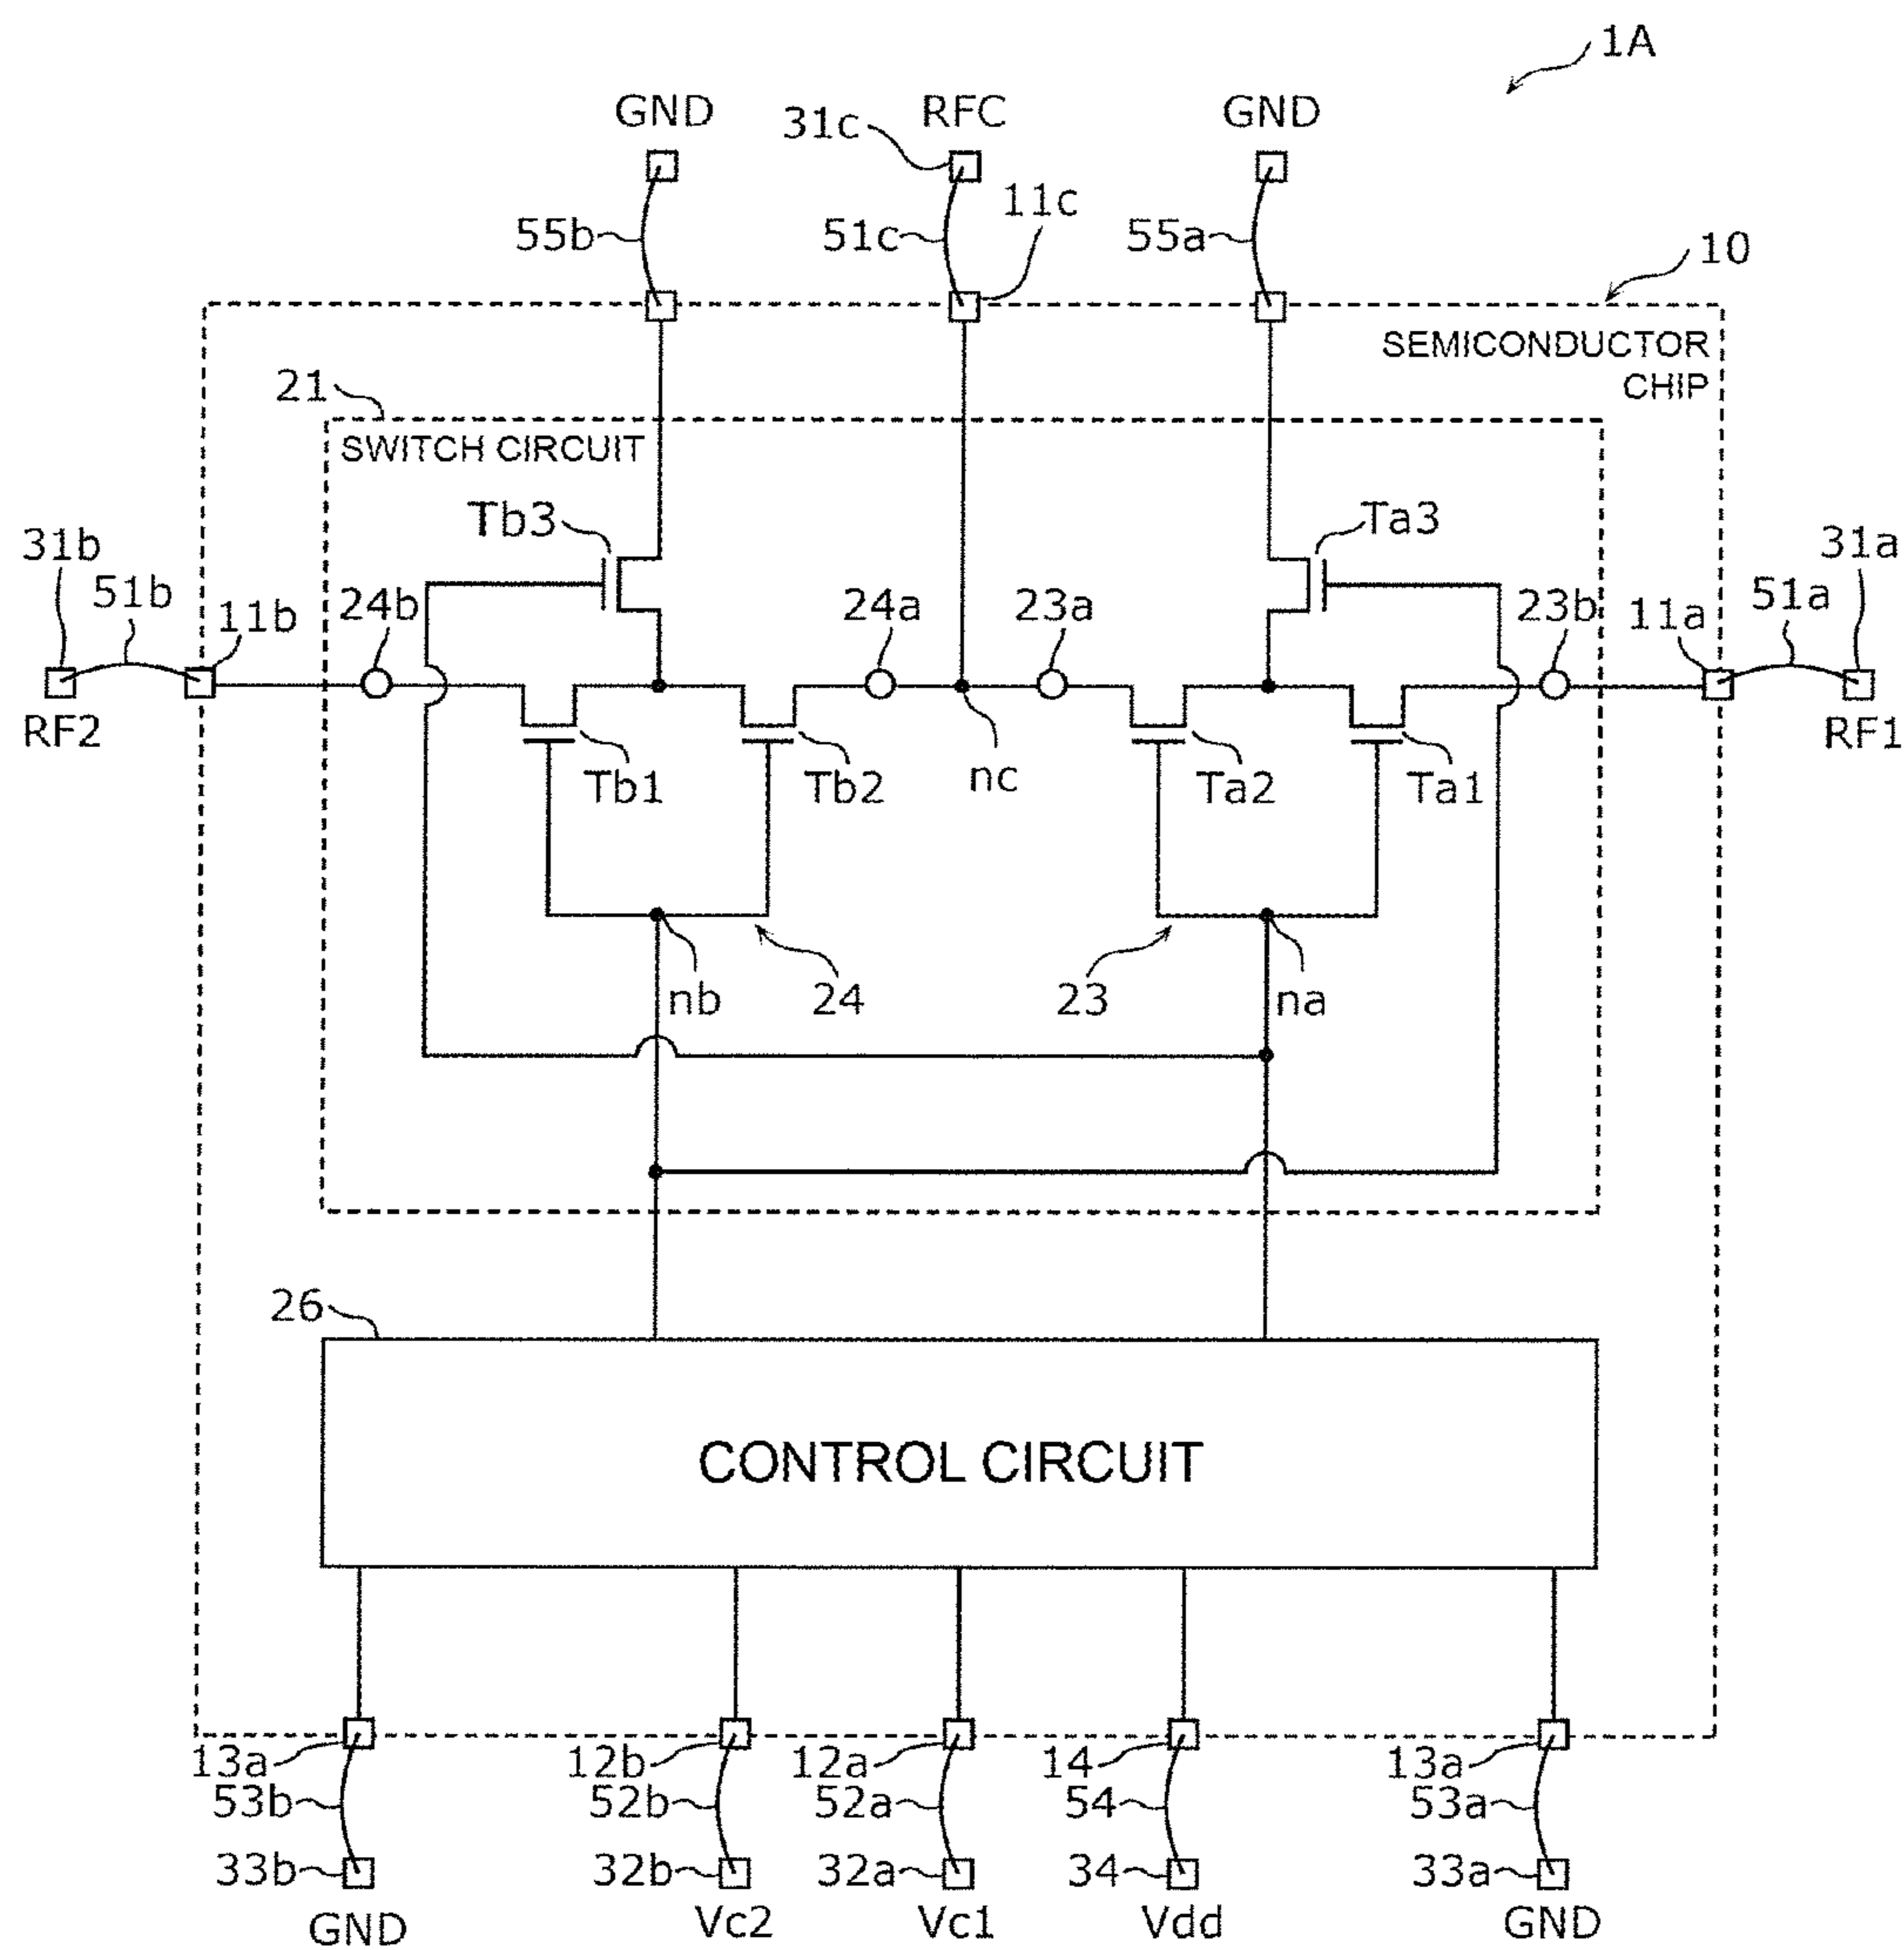 1A
GND
31c
RFC
GND
11c
55b
51c
55a
10
SEMICONDUCTOR
CHIP
21
SWITCH CIRCUIT
Tb3
Ta3
31b
31a
51b
51a
11b
24b
24a
23a
23b
11a
RF2
RF1
Tb1
Tb2
nc
Ta2
Ta1
nb
24
23
na
26
CONTROL CIRCUIT
13a
12b
12a
14
13a
53b
52b
52a
54
53a
33b
32b
32a
34
33a
GND
Vc2
Vc1
Vdd
GND